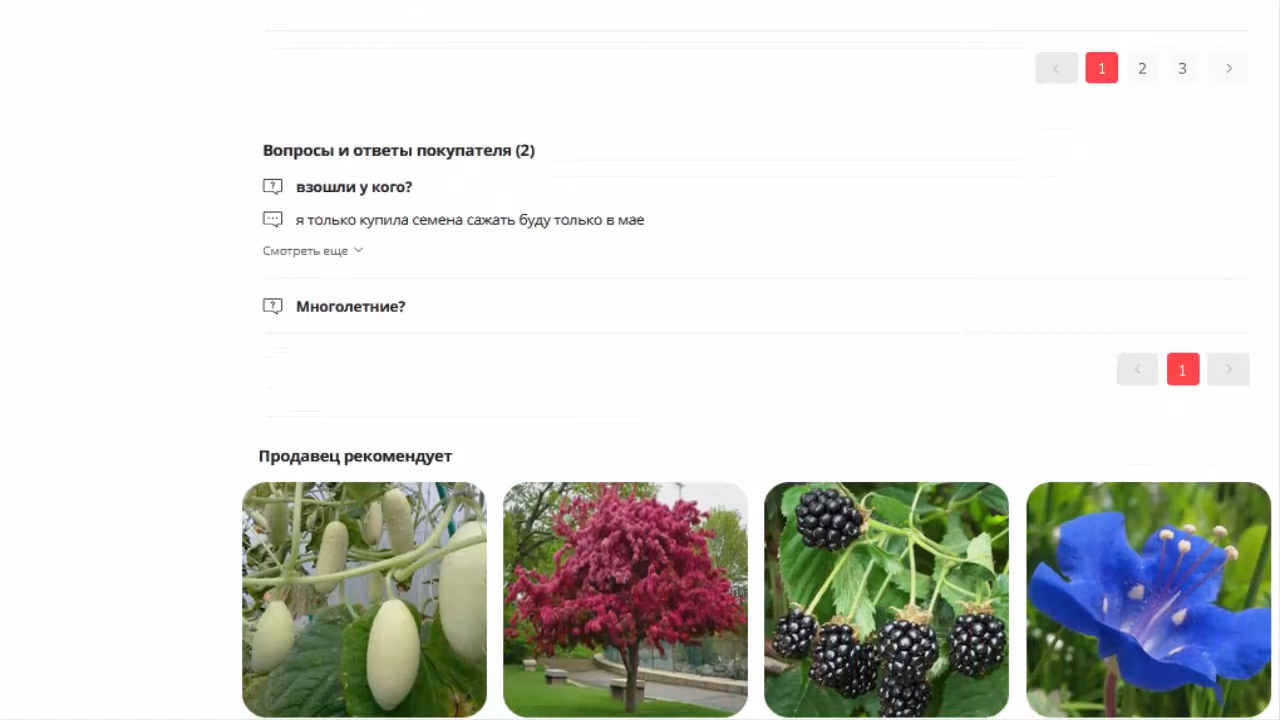 1 2 3
Вопросы и ответы покупателя (2)
взошли у кого?
я только купила семена сажать буду только в мае
Смотреть еще
Многолетние?
1
Продавец рекомендует